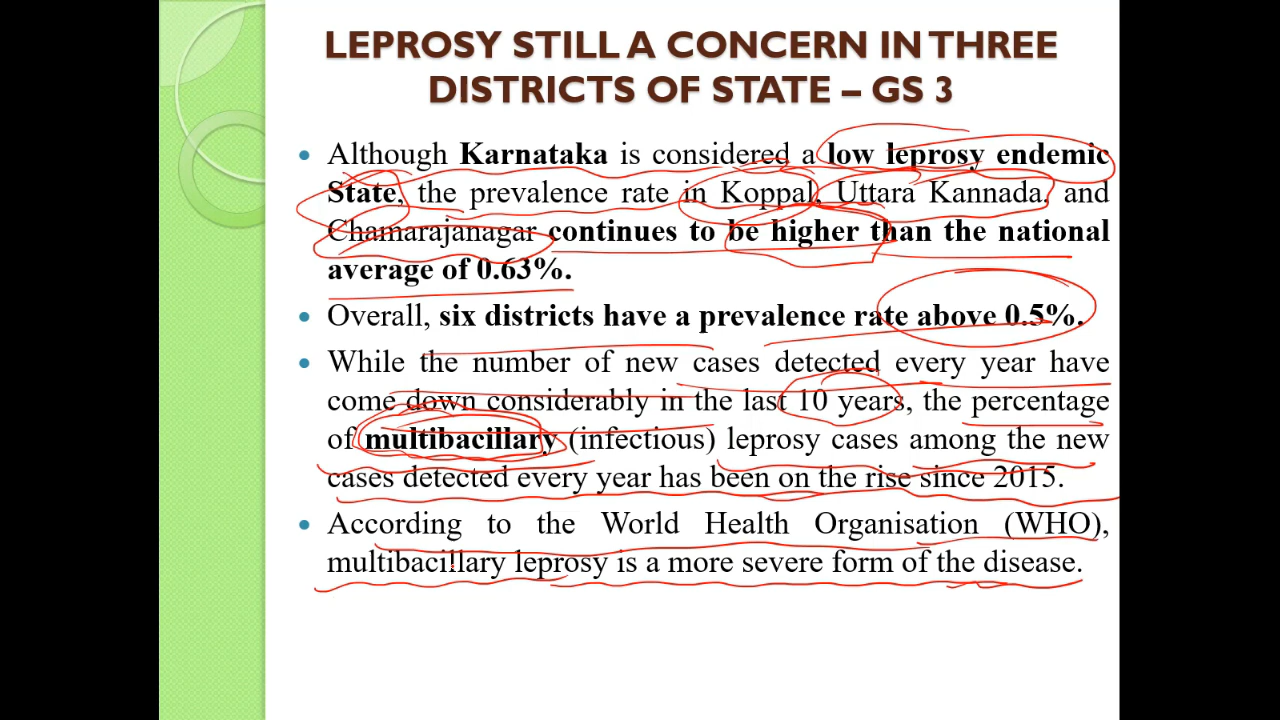 LEPROSY STILL A CONCERN IN THREE
DISTRICTS OF STATE – GS 3
Although Karnataka is considered a low leprosy endemic
State, the prevalence rate in Koppal, Uttara Kannada, and
Chamarajanagar continues to be higher than the national
average of 0.63%.
Overall, six districts have a prevalence rate above 0.5%.
While the number of new cases detected every year have
come down considerably in the last 10 years, the percentage
of multibacillary (infectious) leprosy cases among the new
cases detected every year has been on the rise since 2015.
According to the World Health Organisation (WHO),
multibacillary leprosy is a more severe form of the disease.